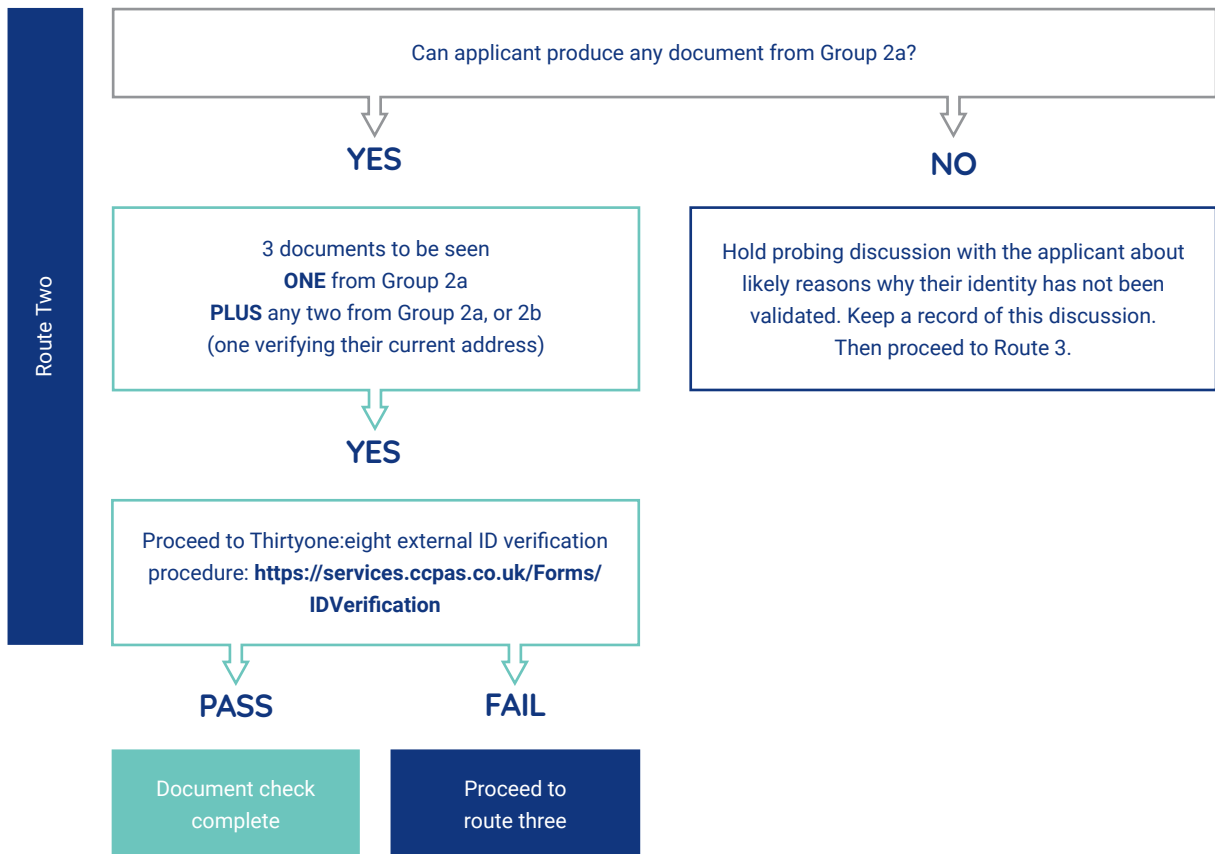 Route Two
Can applicant produce any document from Group 2a?
YES
NO
3 documents to be seen
ONE from Group 2a
PLUS any two from Group 2a, or 2b
(one verifying their current address)
Hold probing discussion with the applicant about
likely reasons why their identity has not been
validated. Keep a record of this discussion.
Then proceed to Route 3.
YES
Proceed to Thirtyone:eight external ID verification
procedure: https://services.ccpas.co.uk/Forms/
IDVerification
PASS
FAIL
Document check
complete
Proceed to
route three